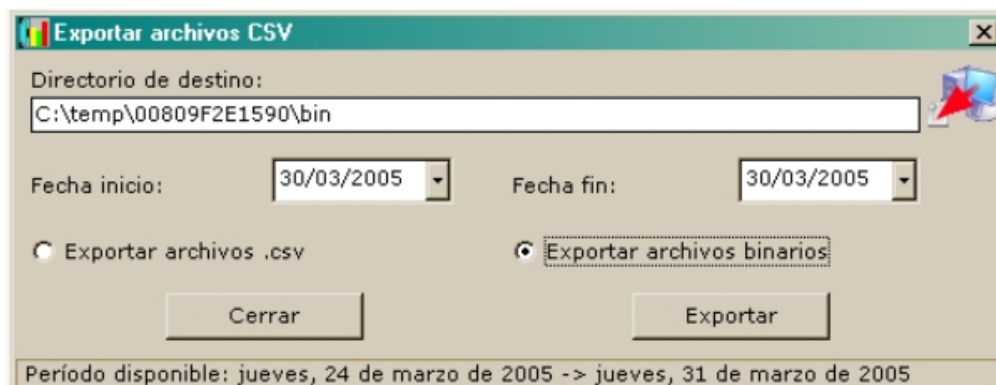 Exportar archivos CSV
Directorio de destino:
C:\temp\00809F2E1590\bin
Fecha inicio: 30/03/2005 Fecha fin: 30/03/2005
Exportar archivos .csv Exportar archivos binarios
Cerrar Exportar
Período disponible: jueves, 24 de marzo de 2005 -> jueves, 31 de marzo de 2005